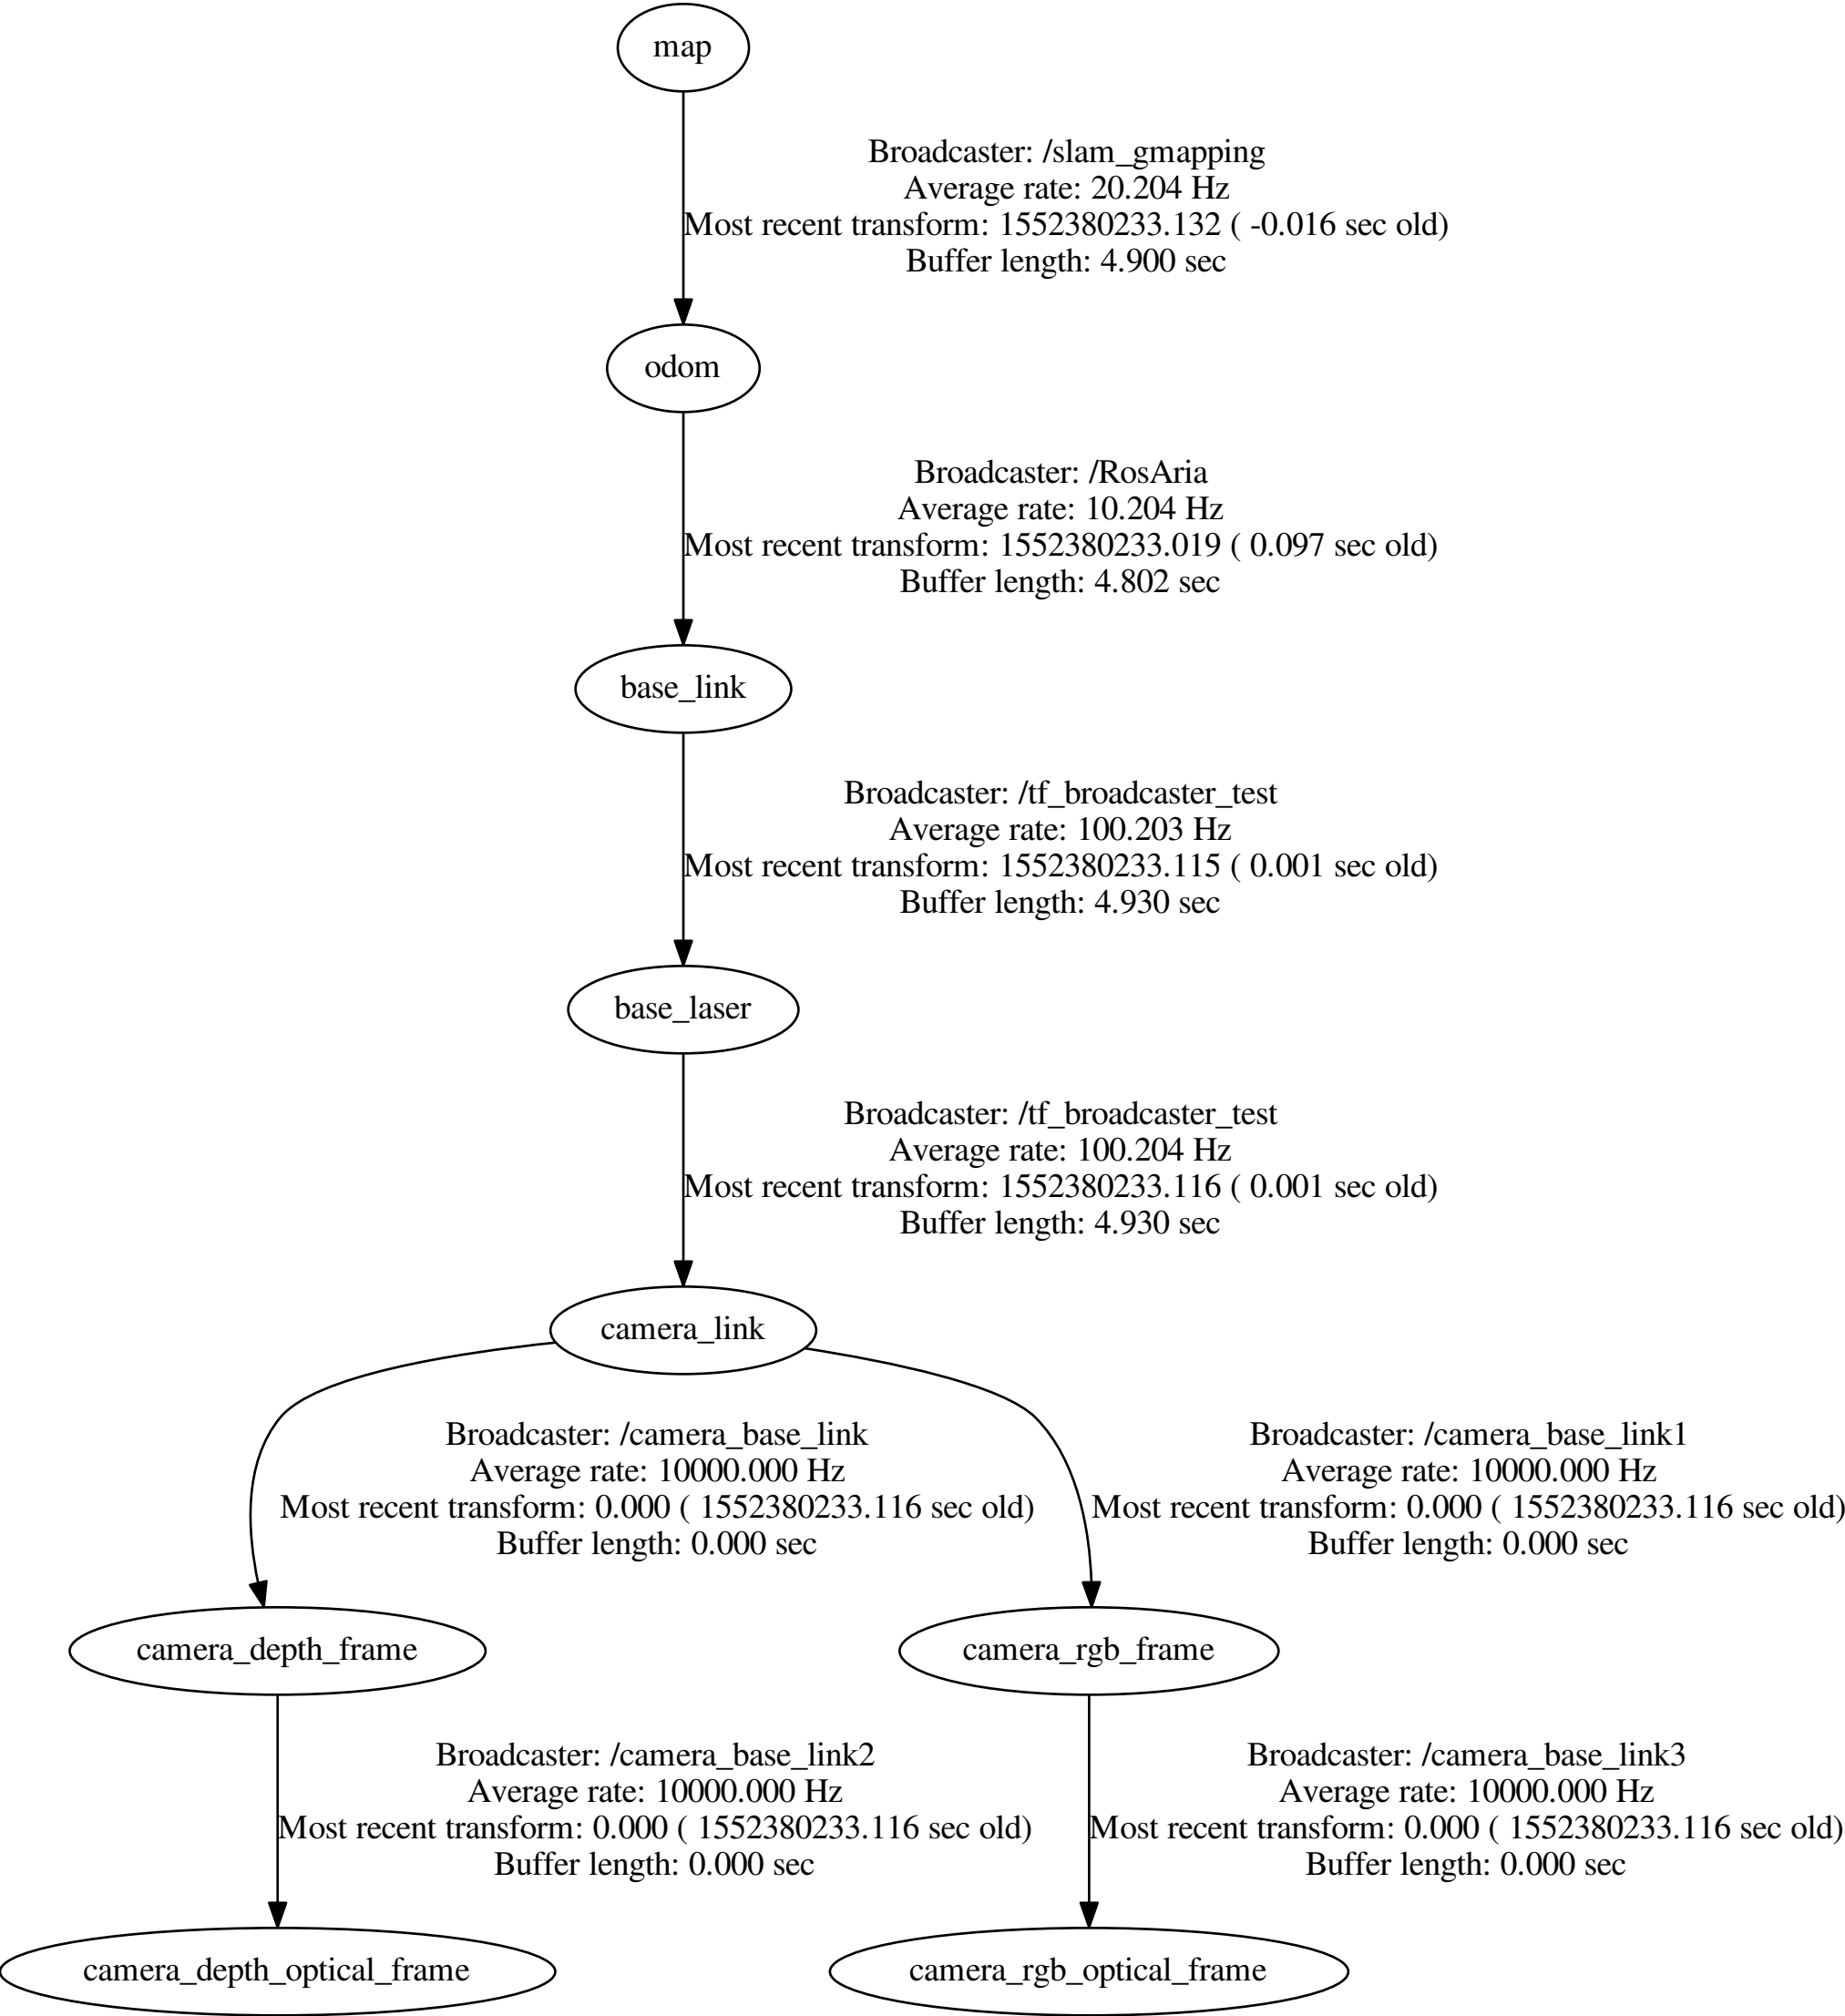 map
Broadcaster: /slam_gmapping
Average rate: 20.204 Hz
Most recent transform: 1552380233.132 ( -0.016 sec old)
Buffer length: 4.900 sec
odom
Broadcaster: /RosAria
Average rate: 10.204 Hz
Most recent transform: 1552380233.019 ( 0.097 sec old)
Buffer length: 4.802 sec
base_link
Broadcaster: /tf_broadcaster_test
Average rate: 100.203 Hz
Most recent transform: 1552380233.115 ( 0.001 sec old)
Buffer length: 4.930 sec
base_laser
Broadcaster: /tf_broadcaster_test
Average rate: 100.204 Hz
Most recent transform: 1552380233.116 ( 0.001 sec old)
Buffer length: 4.930 sec
camera_link
Broadcaster: /camera_base_link
Average rate: 10000.000 Hz
Most recent transform: 0.000 ( 1552380233.116 sec old)
Buffer length: 0.000 sec
Broadcaster: /camera_base_link1
Average rate: 10000.000 Hz
Most recent transform: 0.000 ( 1552380233.116 sec old)
Buffer length: 0.000 sec
camera_depth_frame
camera_rgb_frame
Broadcaster: /camera_base_link2
Average rate: 10000.000 Hz
Most recent transform: 0.000 ( 1552380233.116 sec old)
Buffer length: 0.000 sec
Broadcaster: /camera_base_link3
Average rate: 10000.000 Hz
Most recent transform: 0.000 ( 1552380233.116 sec old)
Buffer length: 0.000 sec
camera_depth_optical_frame
camera_rgb_optical_frame